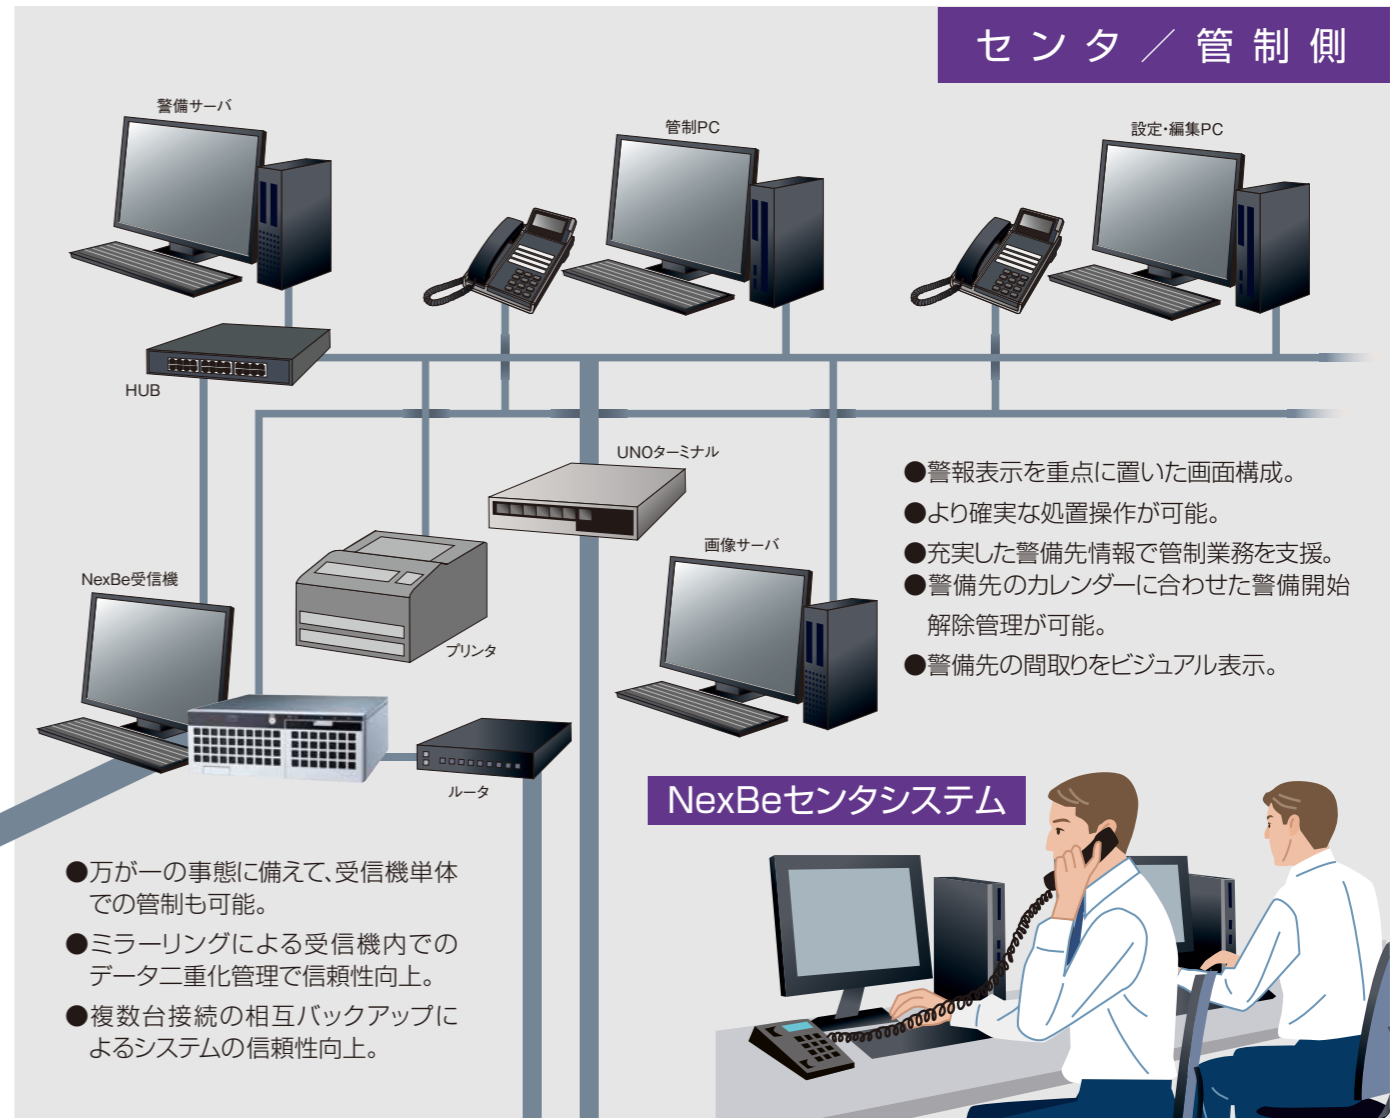 センタ／管制側
警備サーバ
管制PC
設定・編集PC
HUB
UNOターミナル
画像サーバ
NexBe受信機
プリンタ
ルータ
●警報表示を重点に置いた画面構成。
●より確実な処置操作が可能。
●充実した警備先情報で管制業務を支援。
●警備先のカレンダーに合わせた警備開始
解除管理が可能。
●警備先の間取りをビジュアル表示。
NexBeセンタシステム
●万が一の事態に備えて、受信機単体
での管制も可能。
●ミラーリングによる受信機内での
データ二重化管理で信頼性向上。
●複数台接続の相互バックアップに
よるシステムの信頼性向上。